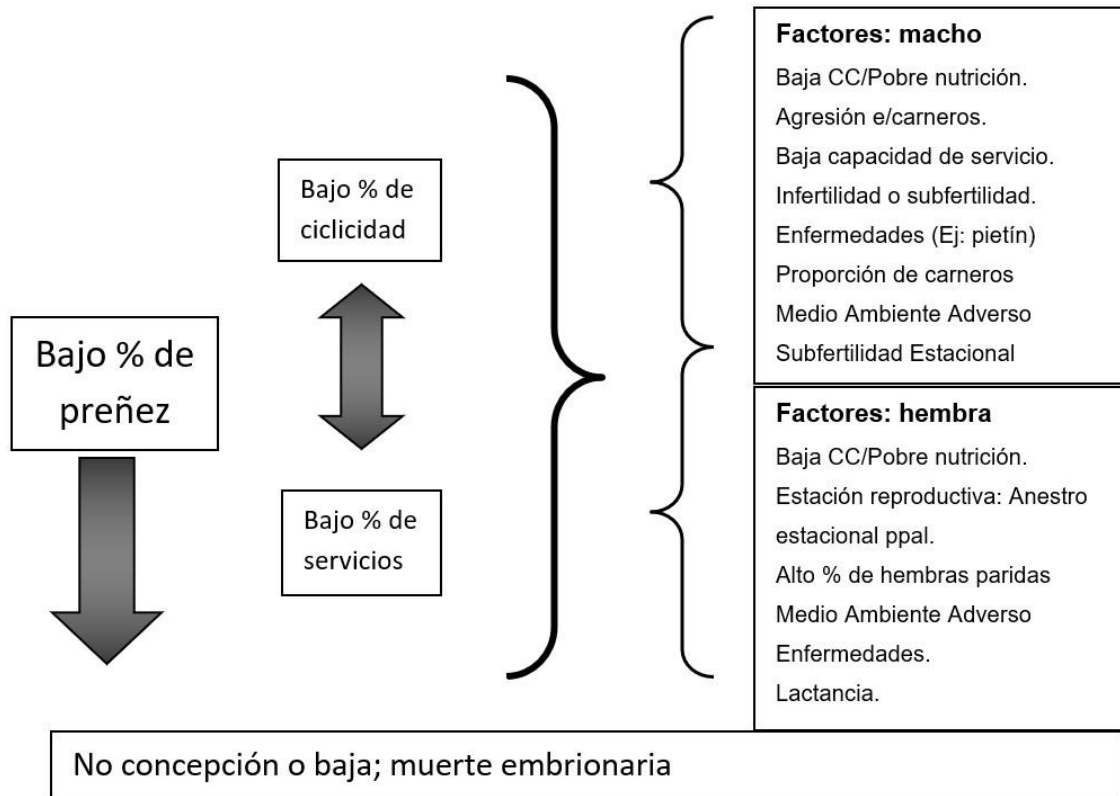 Bajo % de
preñez
Bajo % de
ciclicidad
Bajo % de
servicios
Factores: macho
Baja CC/Pobre nutrición.
Agresión e/carneros.
Baja capacidad de servicio.
Infertilidad o subfertilidad.
Enfermedades (Ej: pietín)
Proporción de carneros
Medio Ambiente Adverso
Subfertilidad Estacional
Factores: hembra
Baja CC/Pobre nutrición.
Estación reproductiva: Anestro
estacional ppal.
Alto % de hembras paridas
Medio Ambiente Adverso
Enfermedades.
Lactancia.
No concepción o baja; muerte embrionaria